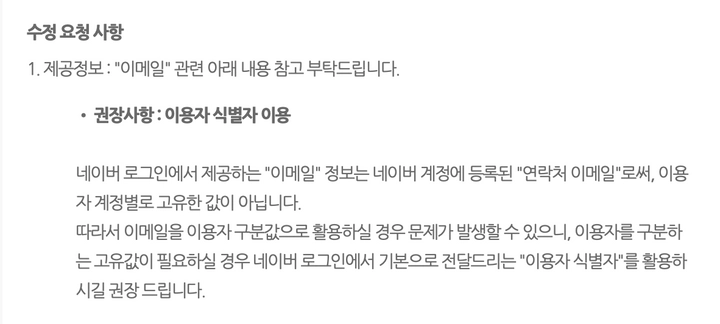 수정 요청 사항
1. 제공정보 : "이메일" 관련 아래 내용 참고 부탁드립니다.
• 권장사항 : 이용자 식별자 이용
네이버 로그인에서 제공하는 "이메일" 정보는 네이버 계정에 등록된 "연락처 이메일"로써, 이용
자 계정별로 고유한 값이 아닙니다.
따라서 이메일을 이용자 구분값으로 활용하실 경우 문제가 발생할 수 있으니, 이용자를 구분하
는 고유값이 필요하실 경우 네이버 로그인에서 기본으로 전달드리는 "이용자 식별자"를 활용하
시길 권장 드립니다.